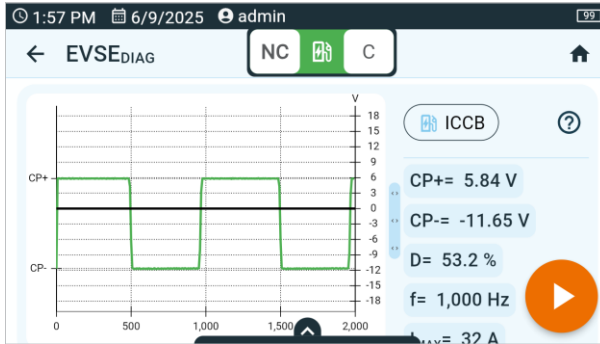 1:57 PM 6/9/2025 admin 99
EVSEDIAG NC C
V
ICCB ?
18
15
12
9
CP+ 6
3
0
-3
-6
-9
CP- -12
-15
-18
0 500 1,000 1,500 2,000
CP+= 5.84 V
CP-= -11.65 V
D= 53.2 %
f= 1,000 Hz
IMAX= 32 A